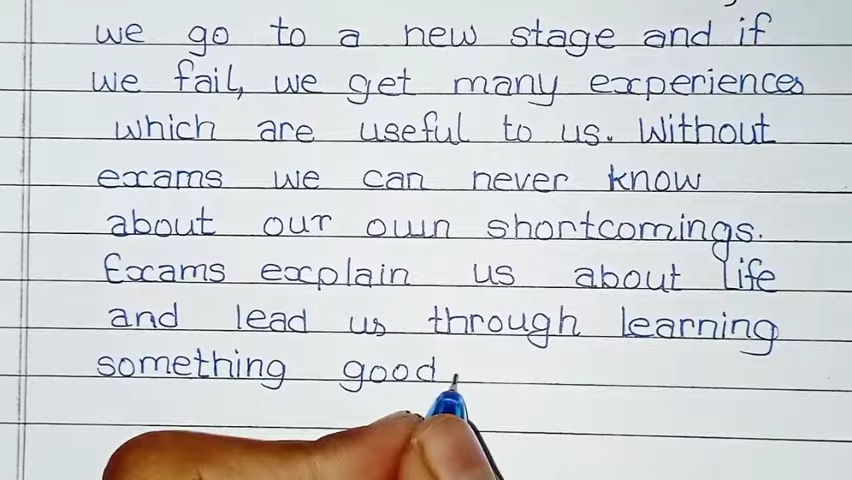 we go to a new stage and if
we fail, we get many experiences
which are useful to us. Without
exams we can never know
about our own shortcomings.
Exams explain us about life
and lead us through learning
something good